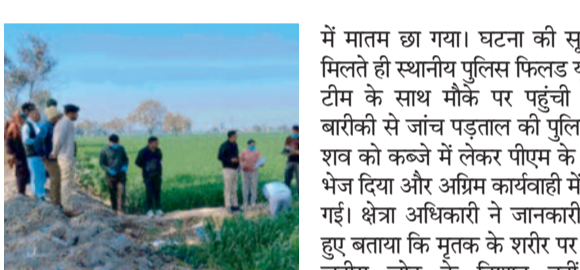 में मातम छा गया। घटना की
मिलते ही स्थानीय पुलिस फिलड
टीम के साथ मौके पर पहुंची
बारीकी से जांच पड़ताल की
शव को कब्जे में लेकर पीएम के
भेज दिया और अग्रिम कार्यवाही में
गई। क्षेत्रा अधिकारी ने जानकारी
हुए बताया कि मृतक के शरीर पर